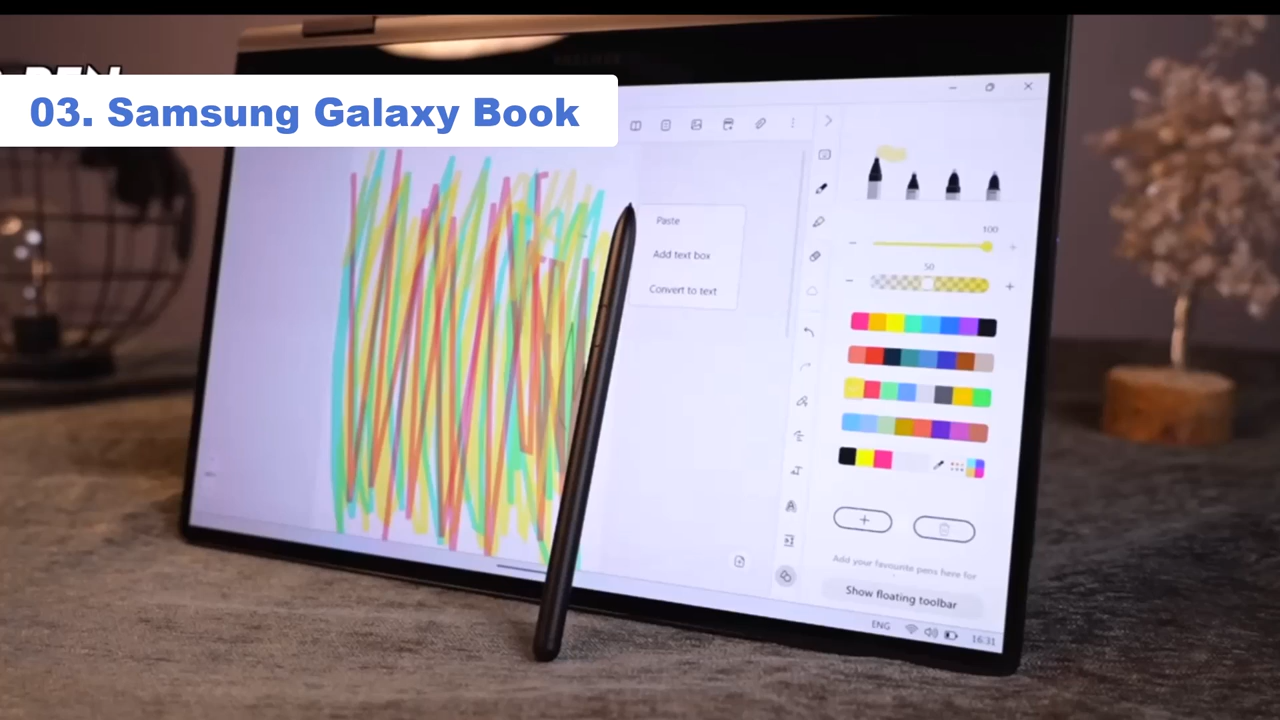 03. Samsung Galaxy Book
Paste
Add text box
Convert to text
100
50
Add your favourite pens here for
Show floating toolbar
ENG
16:31